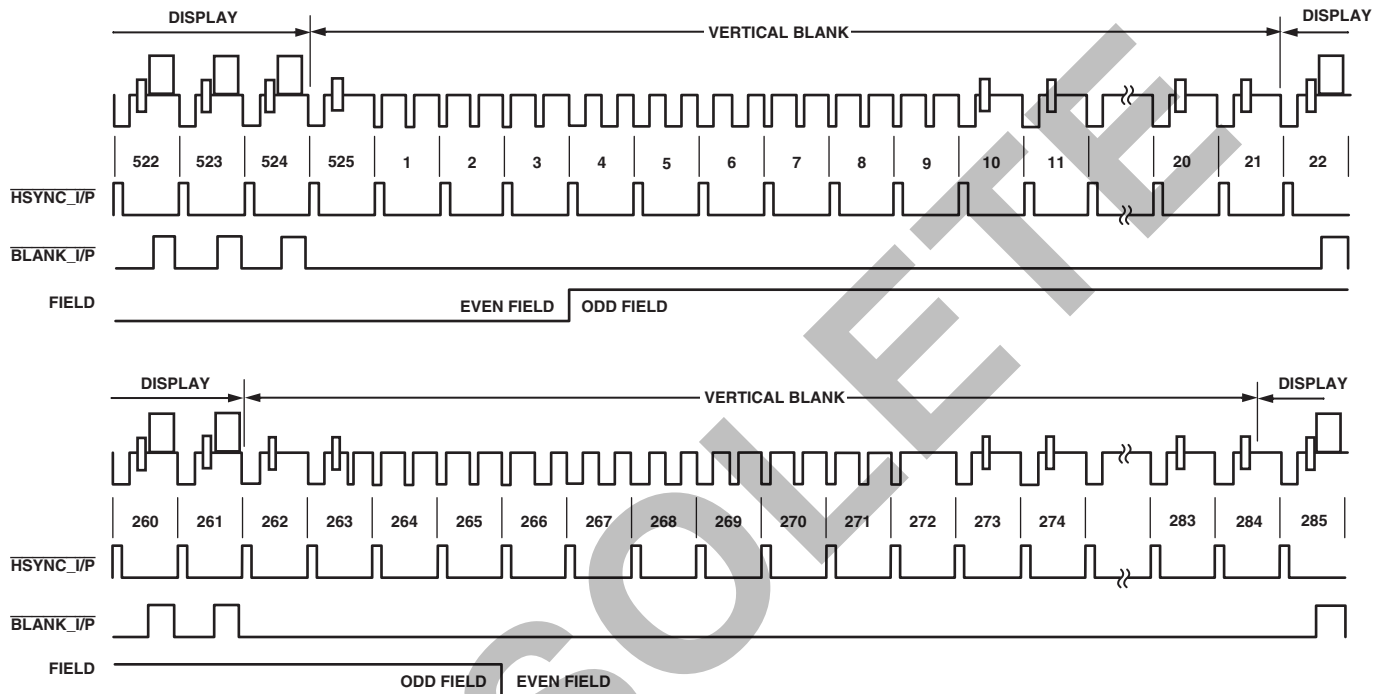 DISPLAY VERTICAL BLANK DISPLAY
522 523 524 525 1 2 3 4 5 6 7 8 9 10 11 20 21 22
HSYNC_I/P
BLANK_I/P
FIELD EVEN FIELD ODD FIELD
DISPLAY VERTICAL BLANK DISPLAY
260 261 262 263 264 265 266 267 268 269 270 271 272 273 274 283 284 285
HSYNC_I/P
BLANK_I/P
FIELD ODD FIELD EVEN FIELD
SOLETE